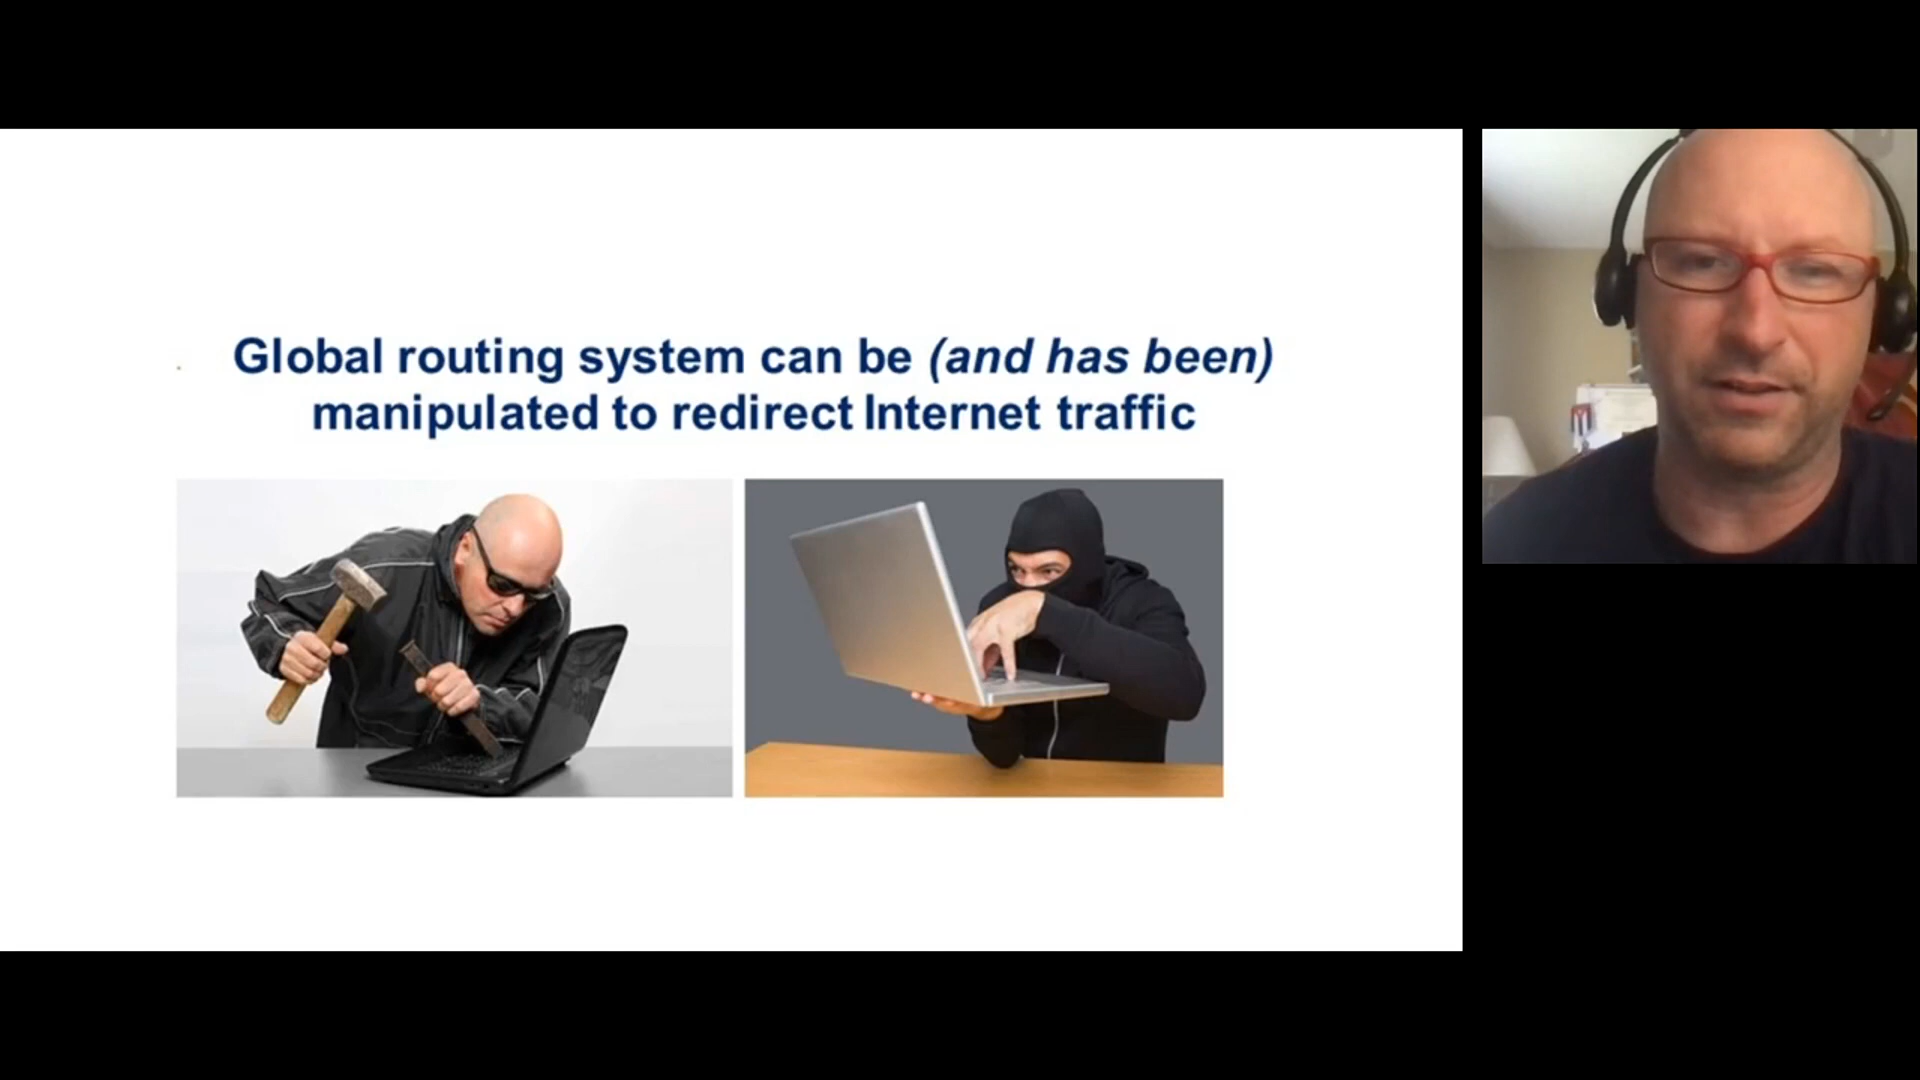 Global routing system can be (and has been)
manipulated to redirect Internet traffic